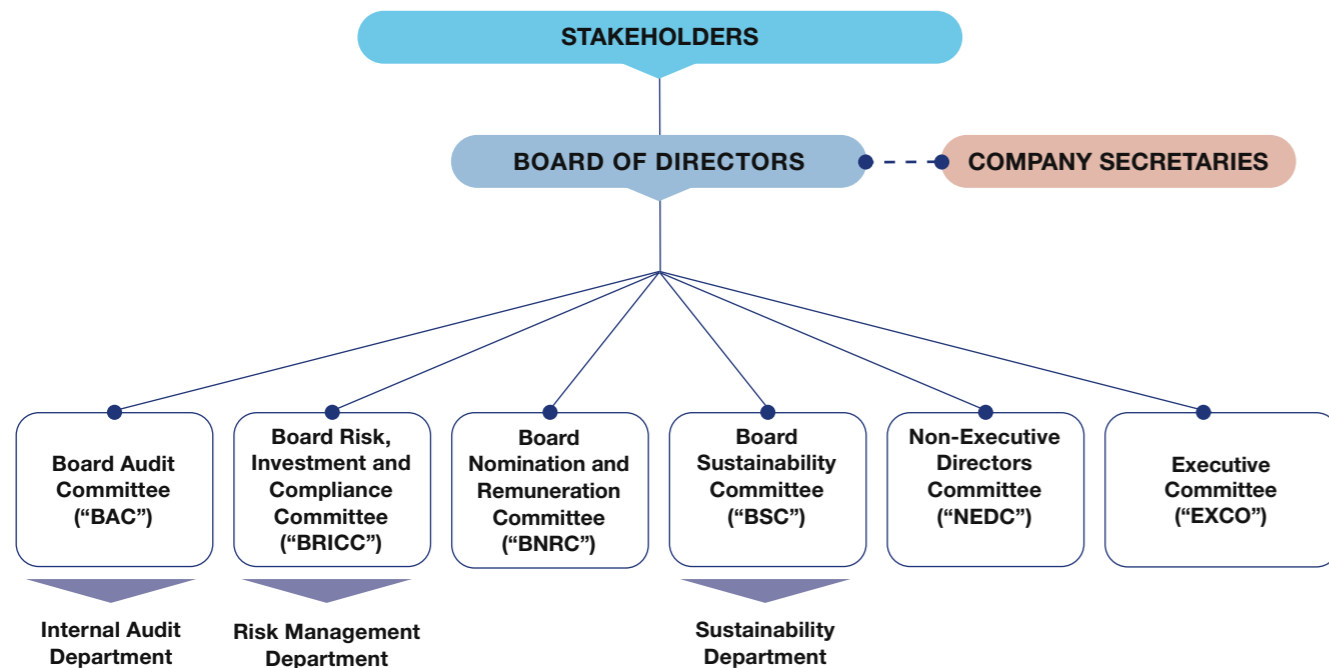 STAKEHOLDERS
BOARD OF DIRECTORS
COMPANY SECRETARIES
Board Audit
Committee
(“BAC”)
Board Risk,
Investment and
Compliance
Committee
(“BRICC”)
Board
Nomination and
Remuneration
Committee
(“BNRC”)
Board
Sustainability
Committee
(“BSC”)
Non-Executive
Directors
Committee
(“NEDC”)
Executive
Committee
(“EXCO”)
Internal Audit
Department
Risk Management
Department
Sustainability
Department